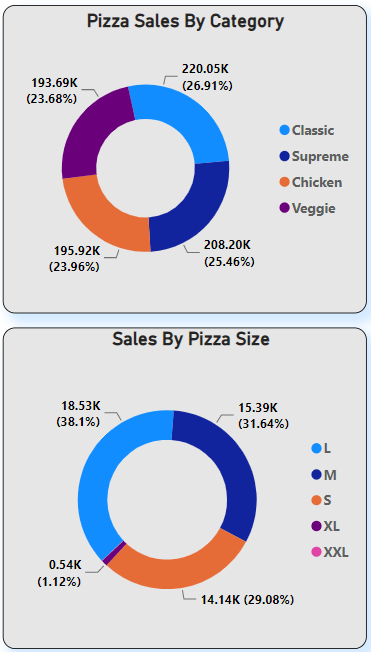 Pizza Sales By Category
220.05K
(26.91%)
193.69K
(23.68%)
Classic
Supreme
Chicken
Veggie
195.92K
(23.96%)
208.20K
(25.46%)
Sales By Pizza Size
18.53K
(38.1%)
15.39K
(31.64%)
L
M
S
XL
XXL
0.54K
(1.12%)
14.14K (29.08%)